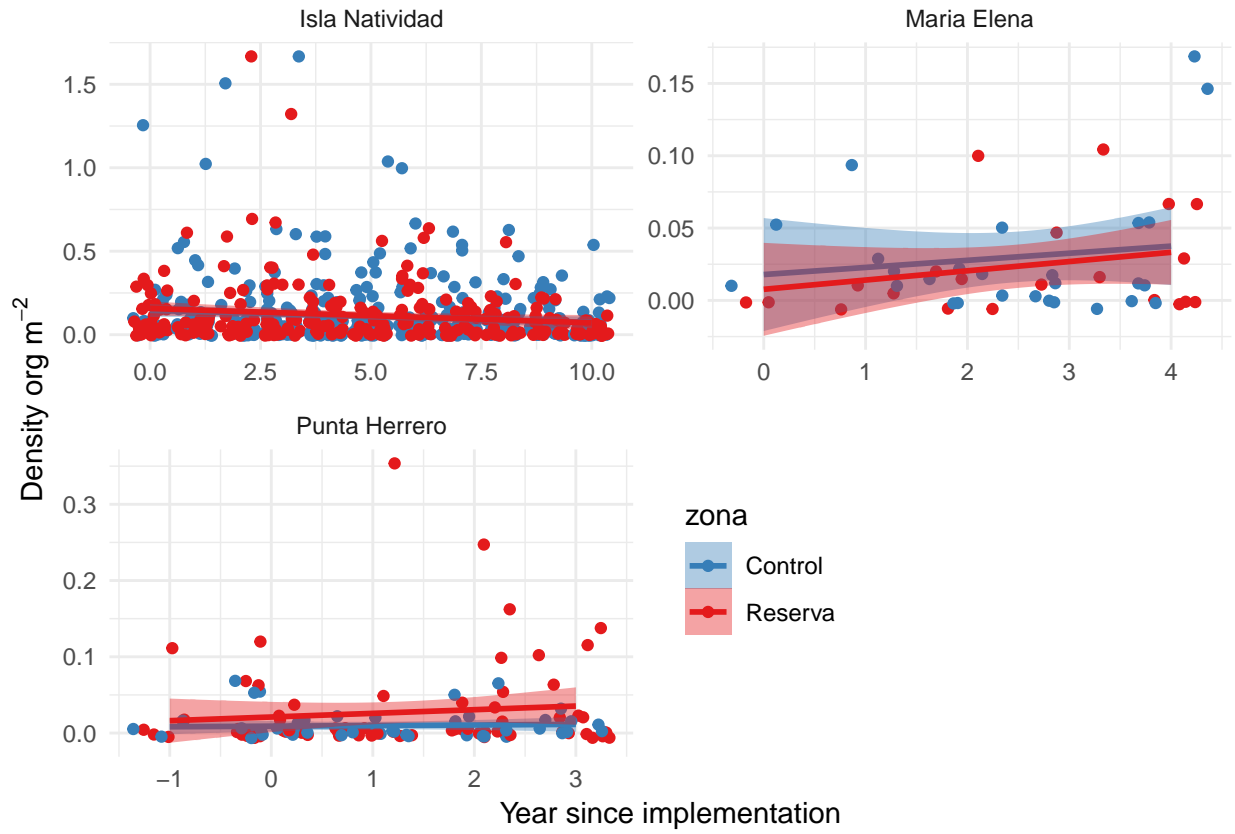 Isla Natividad
Maria Elena
1.5
1.0
0.5
0.0
0.0 2.5 5.0 7.5 10.0
0.15
0.10
0.05
0.00
0 1 2 3 4
Density org m⁻²
Punta Herrero
0.3
0.2
0.1
0.0
−1 0 1 2 3
zona
Control
Reserva
Year since implementation